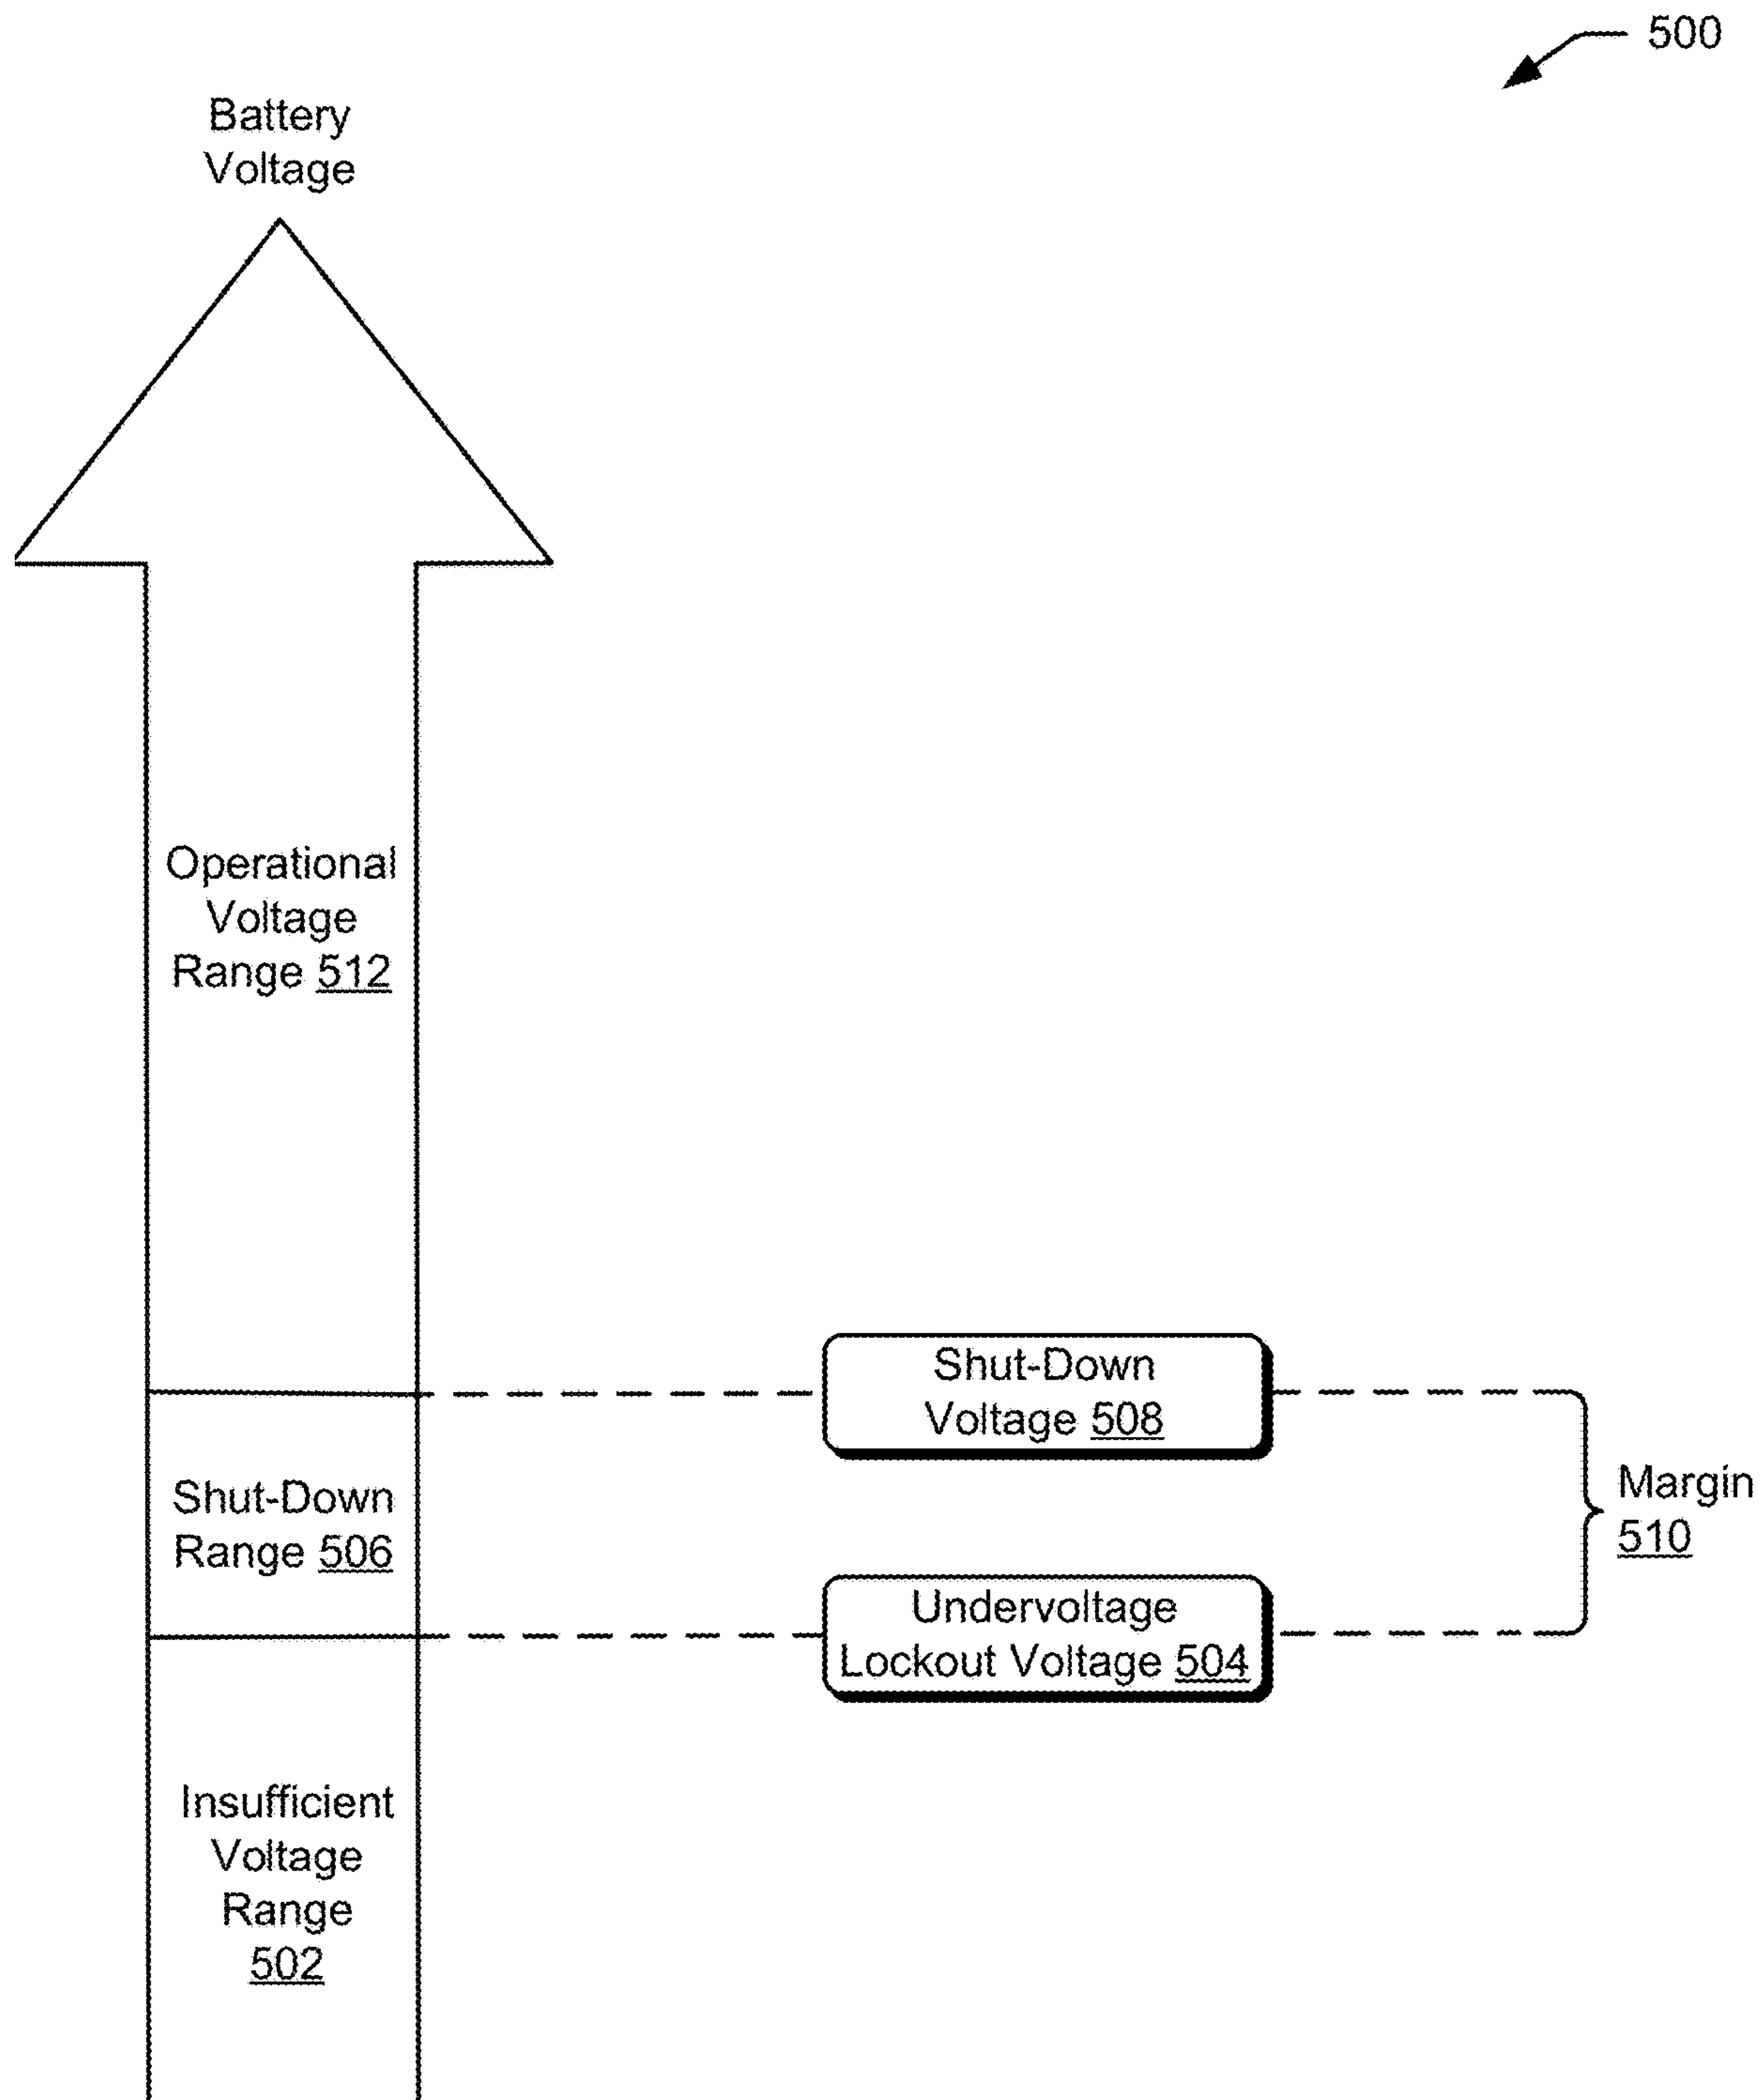 500
Battery
Voltage
Operational
Voltage
Range 512
Shut-Down
Voltage 508
Shut-Down
Range 506
Margin
510
Undervoltage
Lockout Voltage 504
Insufficient
Voltage
Range
502